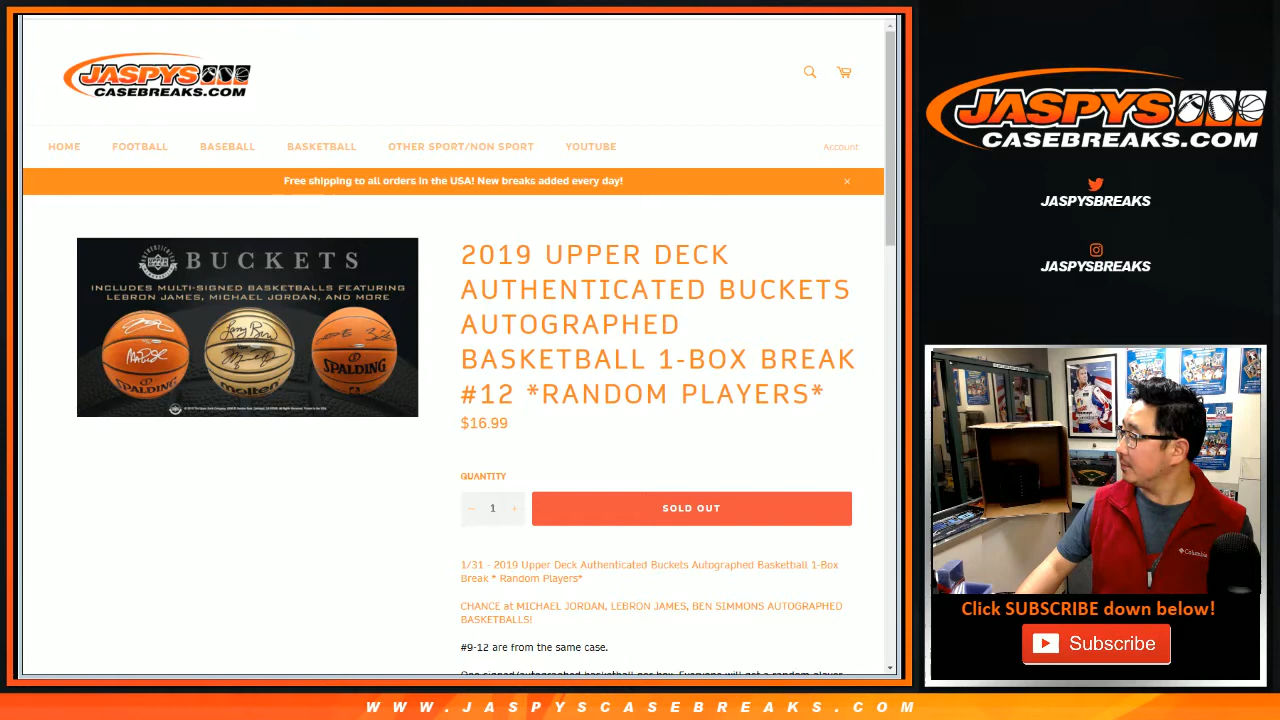 JASPYS
CASEBREAKS.COM
HOME
FOOTBALL
BASEBALL
BASKETBALL
OTHER SPORT/NON SPORT
YOUTUBE
Account
Free shipping to all orders in the USA! New breaks added every day!
×
BUCKETS
INCLUDES MULTI-SIGNED BASKETBALLS FEATURING
LEBRON JAMES, MICHAEL JORDAN, AND MORE
SPALDING
molten
SPALDING
2019 UPPER DECK
AUTHENTICATED BUCKETS
AUTOGRAPHED
BASKETBALL 1-BOX BREAK
#12 *RANDOM PLAYERS*
$16.99
QUANTITY
− 1 +
SOLD OUT
1/31 - 2019 Upper Deck Authenticated Buckets Autographed Basketball 1-Box
Break * Random Players*
CHANCE at MICHAEL JORDAN, LEBRON JAMES, BEN SIMMONS AUTOGRAPHED
BASKETBALLS!
#9-12 are from the same case.
JASPYS
CASEBREAKS.COM
JASPYSBREAKS
JASPYSBREAKS
Columbia
Click SUBSCRIBE down below!
Subscribe
WWW.JASPYSCASEBREAKS.COM